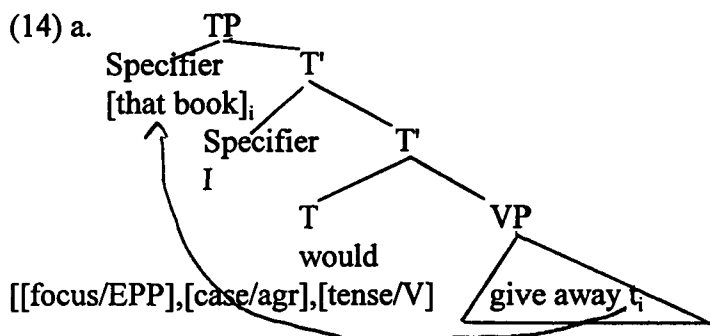 (14) a. TP
Specifier T'
[that book]i
Specifier T'
I
T VP
would
[[focus/EPP],[case/agr],[tense/V] give away ti